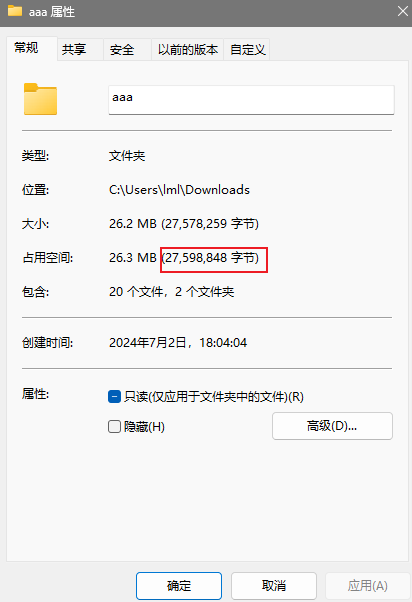 aaa 属性
常规 共享 安全 以前的版本 自定义
aaa
类型: 文件夹
位置: C:\Users\lml\Downloads
大小: 26.2 MB (27,578,259 字节)
占用空间: 26.3 MB (27,598,848 字节)
包含: 20 个文件，2 个文件夹
创建时间: 2024年7月2日，18:04:04
属性: 只读(仅应用于文件夹中的文件)(R)
隐藏(H) 高级(D)...
确定 取消 应用(A)